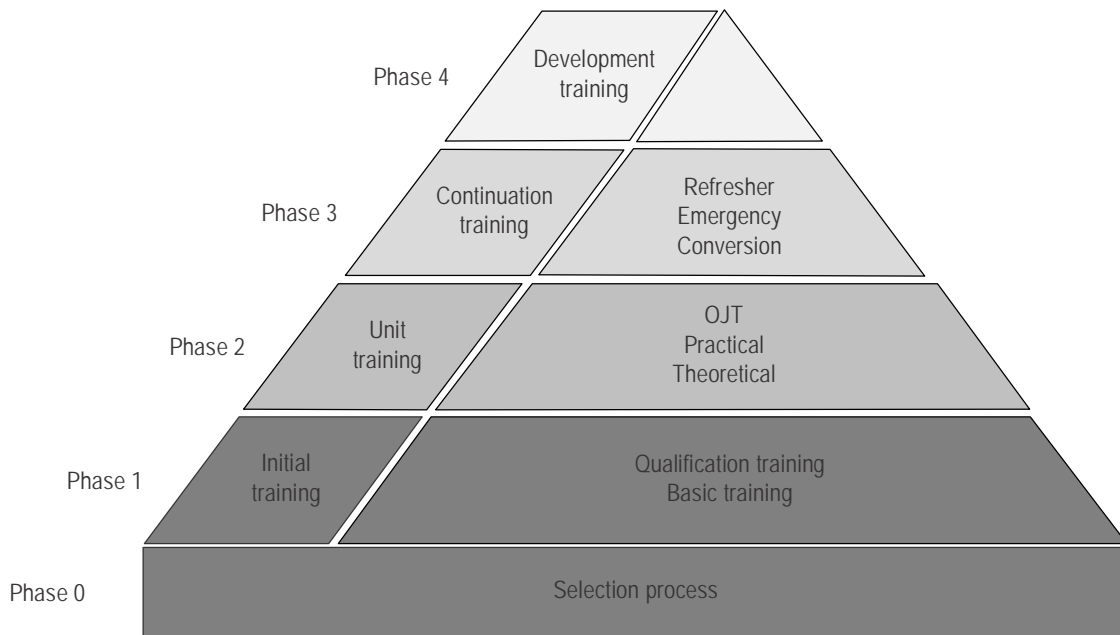 Phase 4
Development
training
Phase 3
Continuation
training
Refresher
Emergency
Conversion
Phase 2
Unit
training
OJT
Practical
Theoretical
Phase 1
Initial
training
Qualification training
Basic training
Phase 0
Selection process